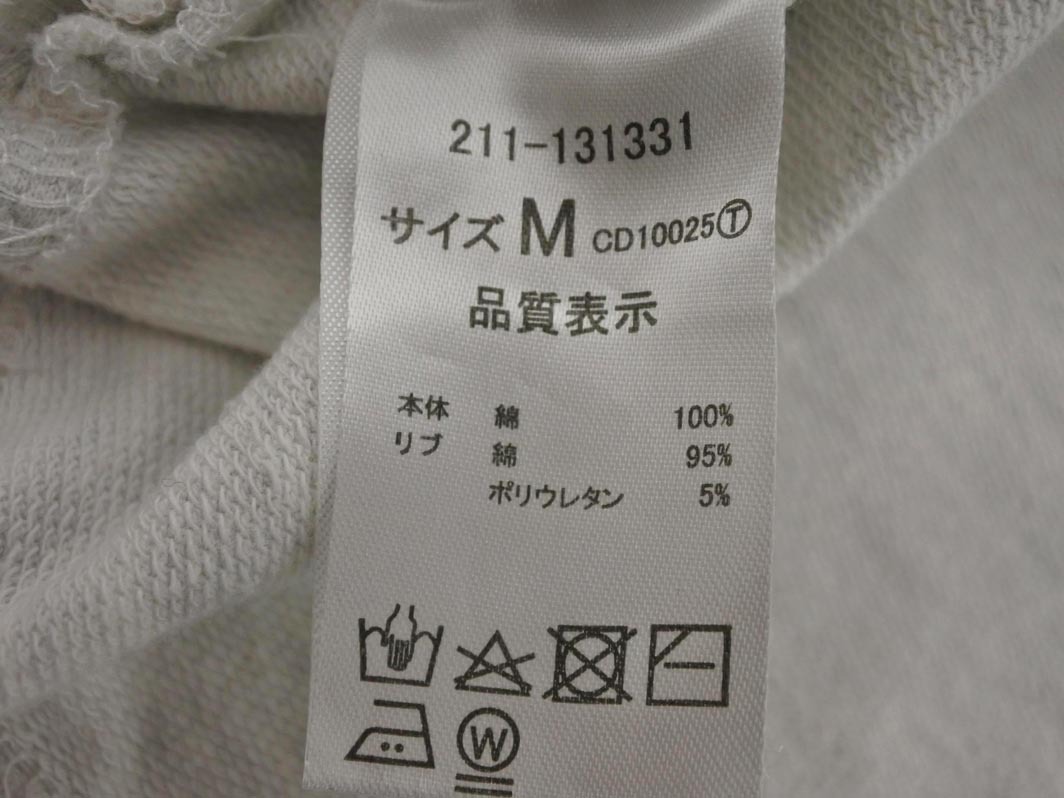 211-131331
サイズ M CD10025Ⓣ
品質表示
本体 綿 100%
リブ 綿 95%
ポリウレタン 5%
W